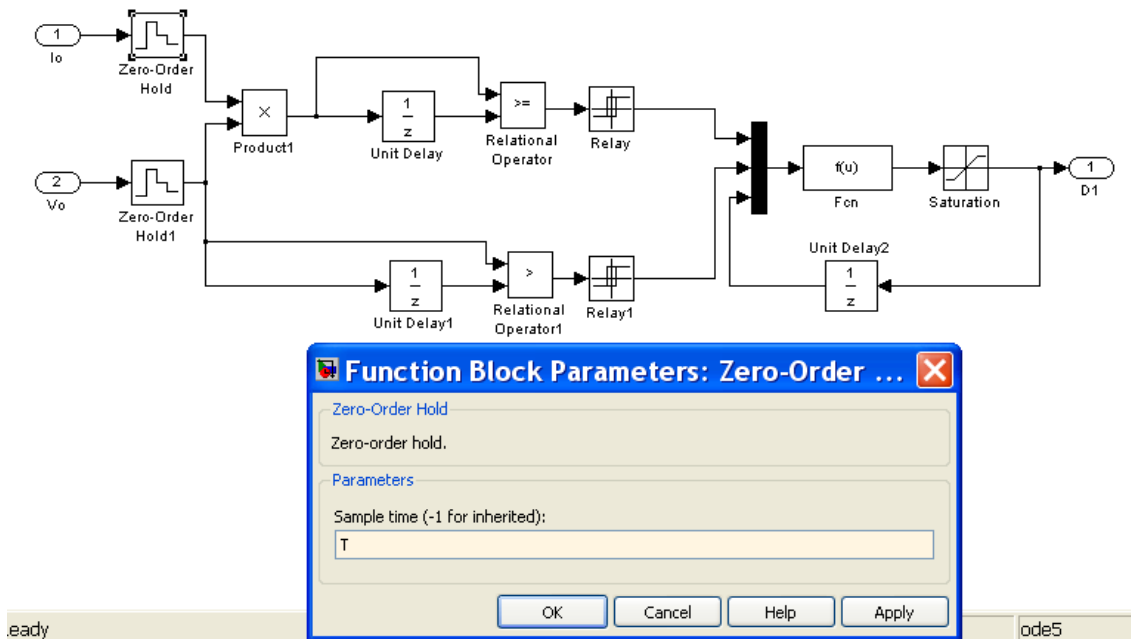 1
Io
Zero-Order
Hold
×
Product1
1
z
Unit Delay
>=
Relational
Operator
Relay
2
Vo
Zero-Order
Hold1
f(u)
Fcn
Saturation
1
D1
Unit Delay2
1
z
1
z
Unit Delay1
>
Relational
Operator1
Relay1
Function Block Parameters: Zero-Order ...
Zero-Order Hold
Zero-order hold.
Parameters
Sample time (-1 for inherited):
T
OK Cancel Help Apply
eady ode5